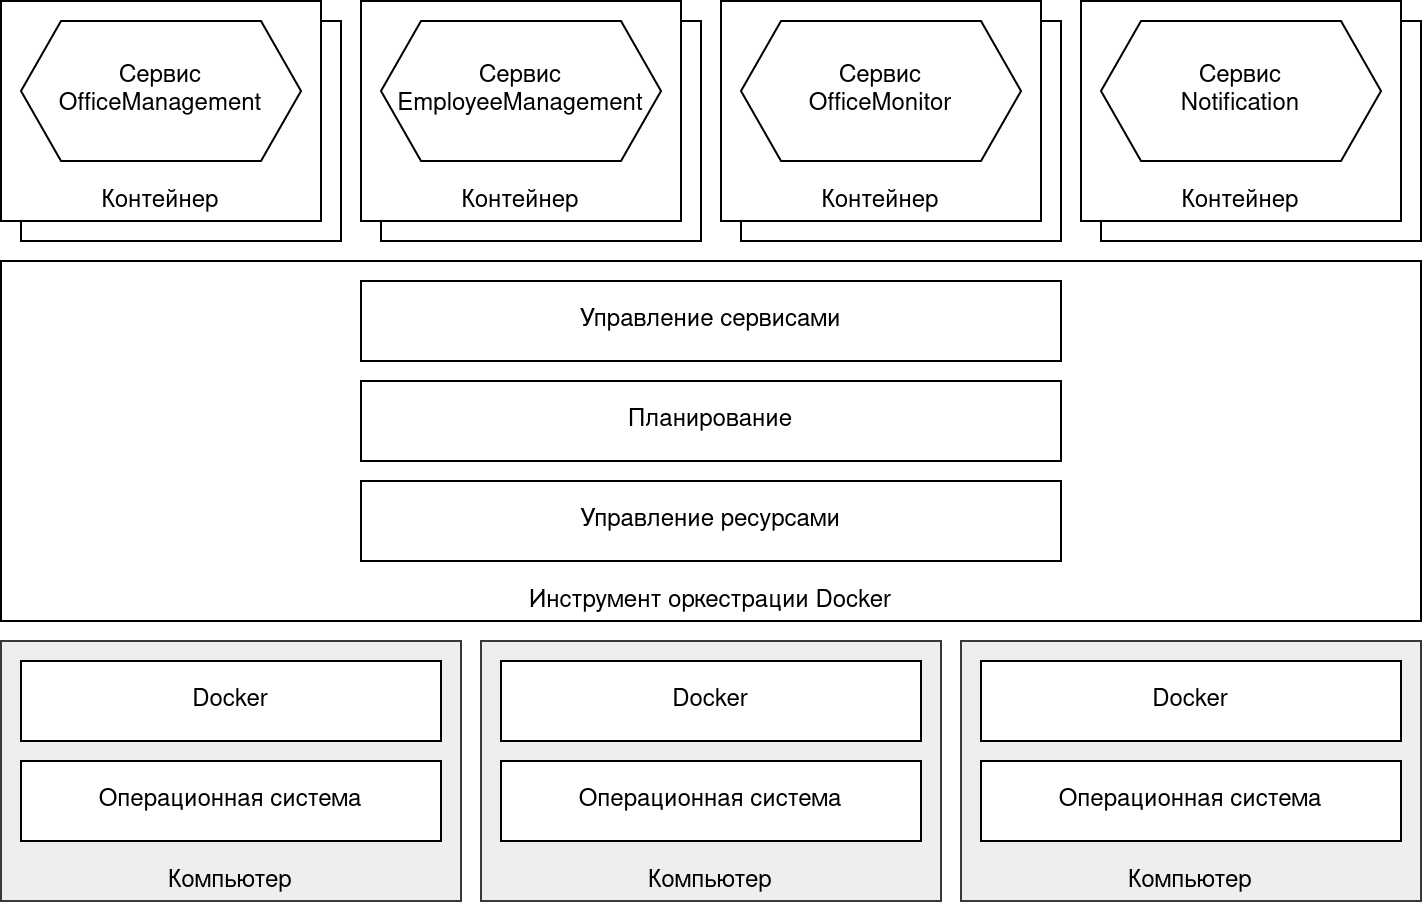 Сервис
OfficeManagement
Контейнер
Сервис
EmployeeManagement
Контейнер
Сервис
OfficeMonitor
Контейнер
Сервис
Notification
Контейнер
Управление сервисами
Планирование
Управление ресурсами
Инструмент оркестрации Docker
Docker
Операционная система
Компьютер
Docker
Операционная система
Компьютер
Docker
Операционная система
Компьютер